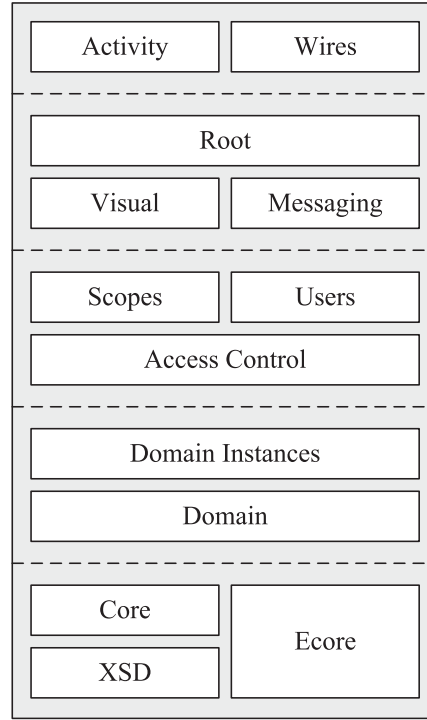 Activity
Wires
Root
Visual
Messaging
Scopes
Users
Access Control
Domain Instances
Domain
Core
Ecore
XSD